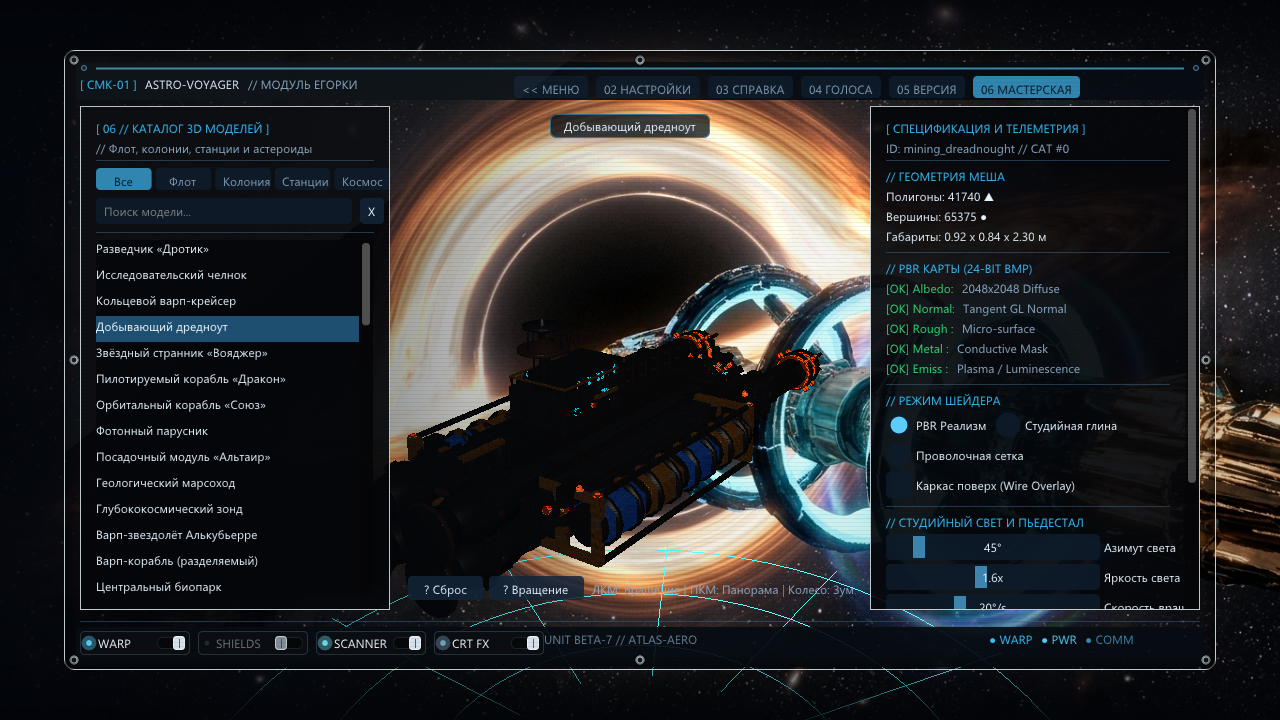 [ СМК-01 ] ASTRO-VOYAGER // МОДУЛЬ ЕГОРКИ
<< МЕНЮ
02 НАСТРОЙКИ
03 СПРАВКА
04 ГОЛОСА
05 ВЕРСИЯ
06 МАСТЕРСКАЯ
[ 06 // КАТАЛОГ 3D МОДЕЛЕЙ ]
// Флот, колонии, станции и астероиды
Все
Флот
Колония
Станции
Космос
Поиск модели...
X
Разведчик «Дротик»
Исследовательский челнок
Кольцевой варп-крейсер
Добывающий дредноут
Звёздный странник «Вояджер»
Пилотируемый корабль «Дракон»
Орбитальный корабль «Союз»
Фотонный парусник
Посадочный модуль «Альтаир»
Геологический марсоход
Глубококосмический зонд
Варп-звездолёт Алькубьерре
Варп-корабль (разделяемый)
Центральный биопарк
Добывающий дредноут
? Сброс
? Вращение
ЛКМ: Вращение | ПКМ: Панорама | Колесо: Зум
[ СПЕЦИФИКАЦИЯ И ТЕЛЕМЕТРИЯ ]
ID: mining_dreadnought // CAT #0
// ГЕОМЕТРИЯ МЕША
Полигоны: 41740 ▲
Вершины: 65375 ●
Габариты: 0.92 x 0.84 x 2.30 м
// PBR КАРТЫ (24-BIT BMP)
[OK] Albedo: 2048x2048 Diffuse
[OK] Normal: Tangent GL Normal
[OK] Rough : Micro-surface
[OK] Metal : Conductive Mask
[OK] Emiss : Plasma / Luminescence
// РЕЖИМ ШЕЙДЕРА
PBR Реализм
Студийная глина
Проволочная сетка
Каркас поверх (Wire Overlay)
// СТУДИЙНЫЙ СВЕТ И ПЬЕДЕСТАЛ
45° Азимут света
1.6x Яркость света
20°/s Скорость вращ
WARP
SHIELDS
SCANNER
CRT FX
UNIT BETA-7 // ATLAS-AERO
● WARP ● PWR ● COMM